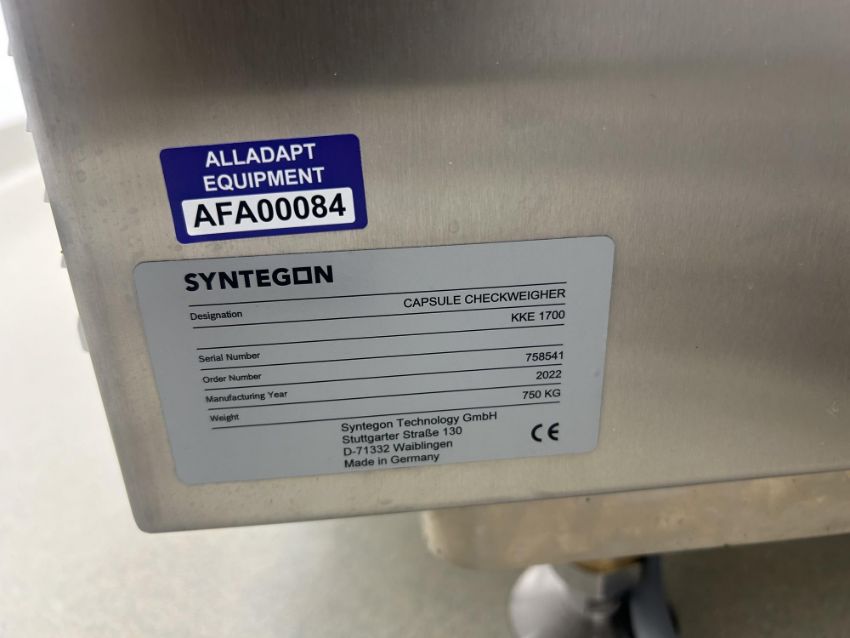 ALLADAPT
EQUIPMENT
AFA00084
SYNTEGON
Designation CAPSULE CHECKWEIGHER
KKE 1700
Serial Number
Order Number 758541
Manufacturing Year 2022
Weight 750 KG
Syntegon Technology GmbH
Stuttgarter Straße 130
D-71332 Waiblingen
Made in Germany
CE